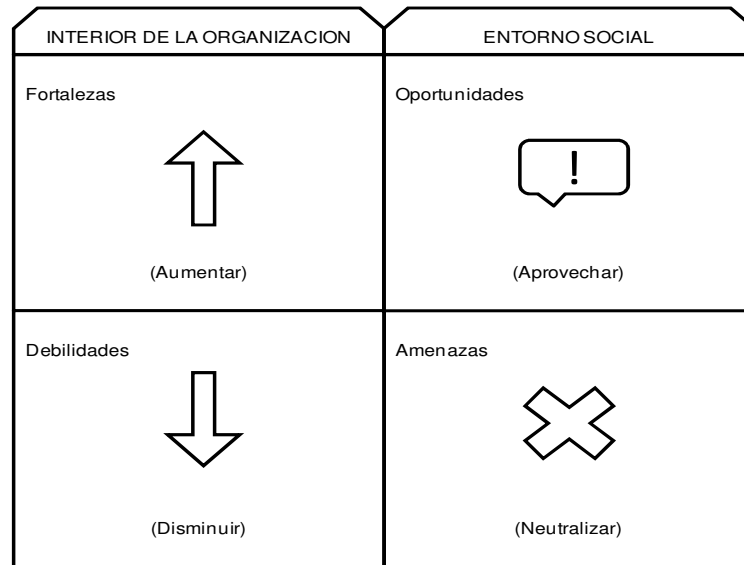 INTERIOR DE LA ORGANIZACION
ENTORNO SOCIAL
Fortalezas
Oportunidades
!
(Aumentar)
(Aprovechar)
Debilidades
Amenazas
(Disminuir)
(Neutralizar)